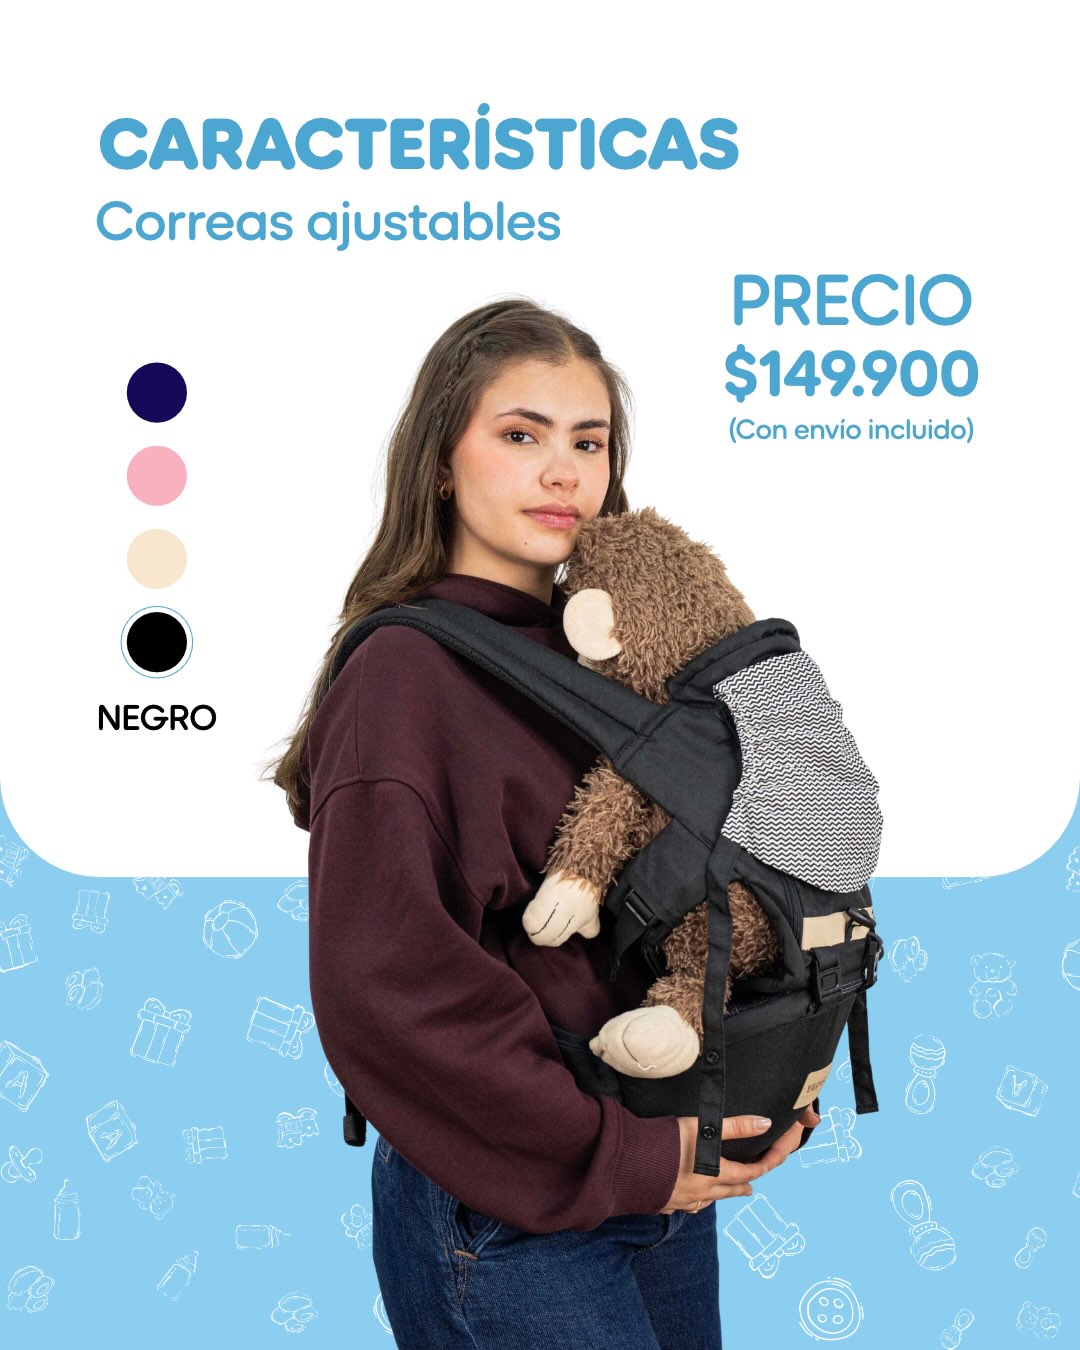 CARACTERÍSTICAS
Correas ajustables
PRECIO
$149.900
(Con envío incluido)
NEGRO